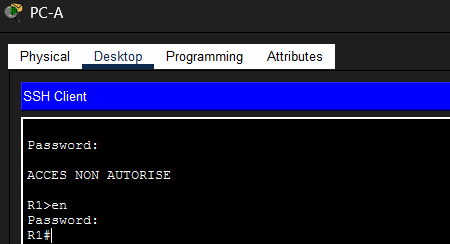 PC-A
Physical Desktop Programming Attributes
SSH Client
Password:
ACCES NON AUTORISE
R1>en
Password:
R1#